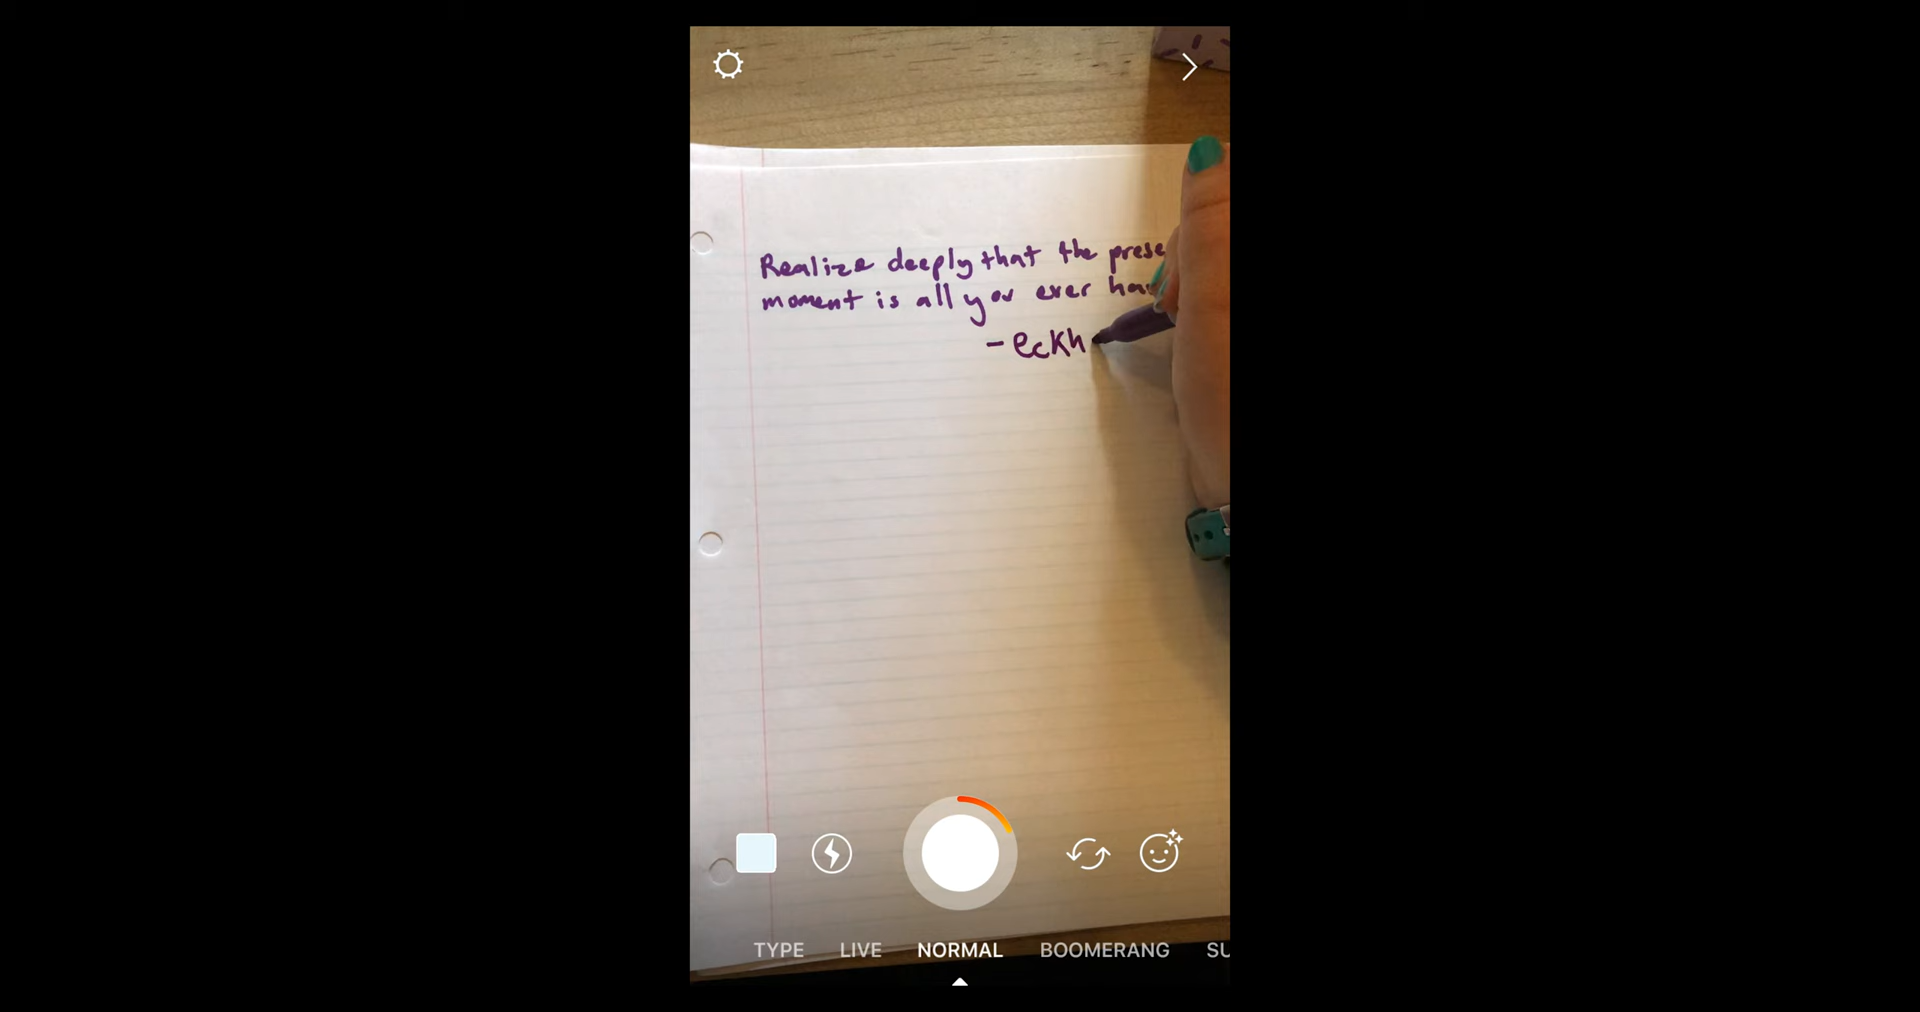 Realize deeply that the prese
moment is all you ever ha
- eckh
TYPE LIVE NORMAL BOOMERANG SU